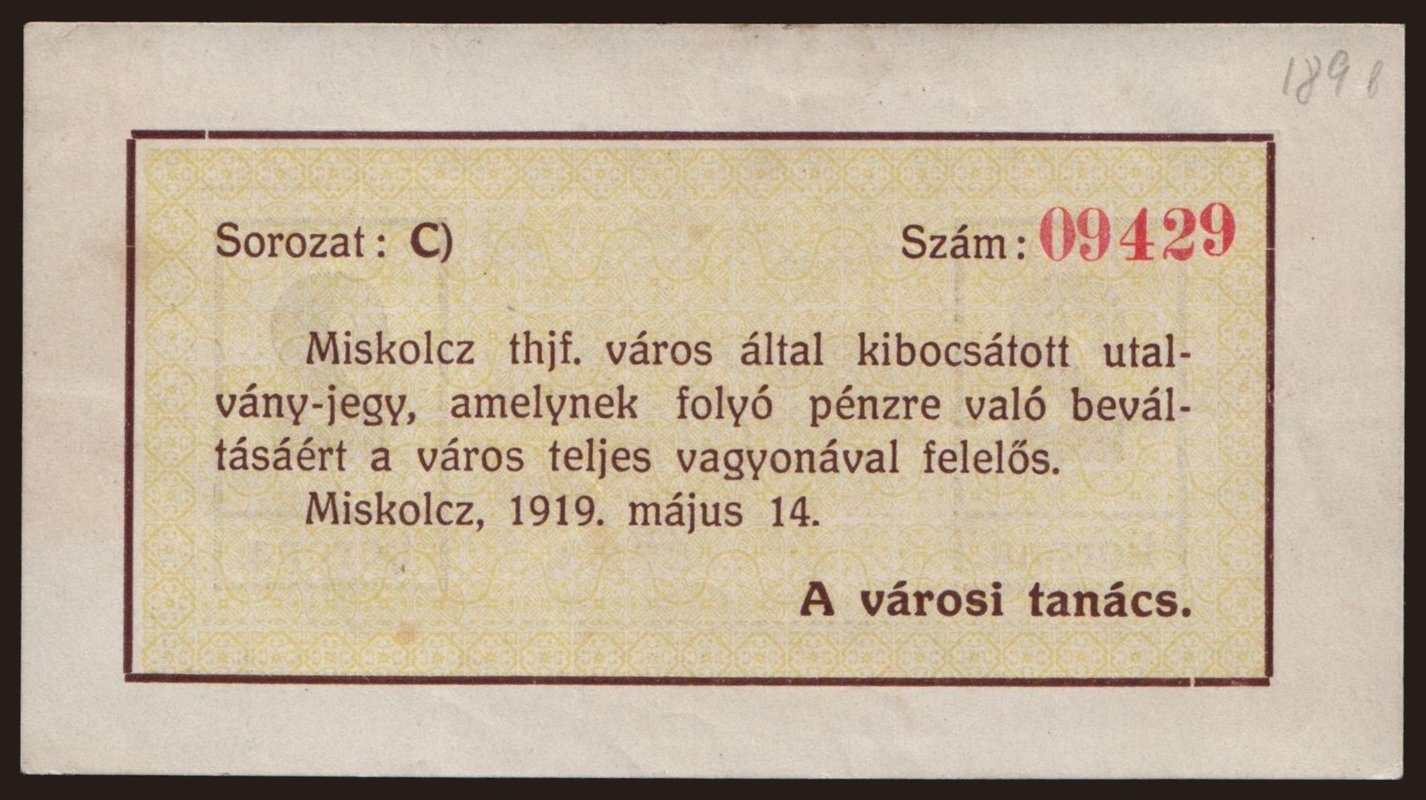 189 b
Sorozat: C) Szám: 09429
Miskolcz thjf. város által kibocsátott utal-
vány-jegy, amelynek folyó pénzre való bevál-
tásáért a város teljes vagyonával felelős.
Miskolcz, 1919. május 14.
A városi tanács.